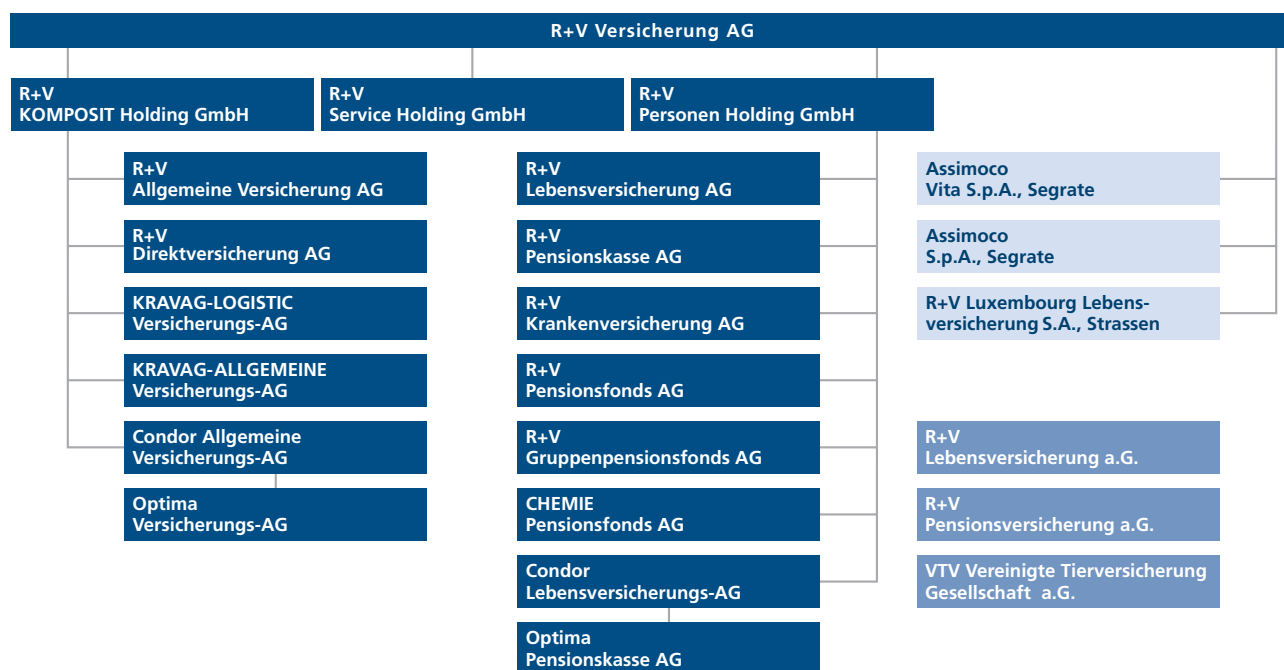 R+V Versicherung AG
R+V
KOMPOSIT Holding GmbH
R+V
Service Holding GmbH
R+V
Personen Holding GmbH
R+V
Allgemeine Versicherung AG
R+V
Direktversicherung AG
KRAVAG-LOGISTIC
Versicherungs-AG
KRAVAG-ALLGEMEINE
Versicherungs-AG
Condor Allgemeine
Versicherungs-AG
Optima
Versicherungs-AG
R+V
Lebensversicherung AG
R+V
Pensionskasse AG
R+V
Krankenversicherung AG
R+V
Pensionsfonds AG
R+V
Gruppenpensionsfonds AG
CHEMIE
Pensionsfonds AG
Condor
Lebensversicherungs-AG
Optima
Pensionskasse AG
Assimoco
Vita S.p.A., Segrate
Assimoco
S.p.A., Segrate
R+V Luxembourg Lebens-
versicherung S.A., Strassen
R+V
Lebensversicherung a.G.
R+V
Pensionsversicherung a.G.
VTV Vereinigte Tierversicherung
Gesellschaft a.G.